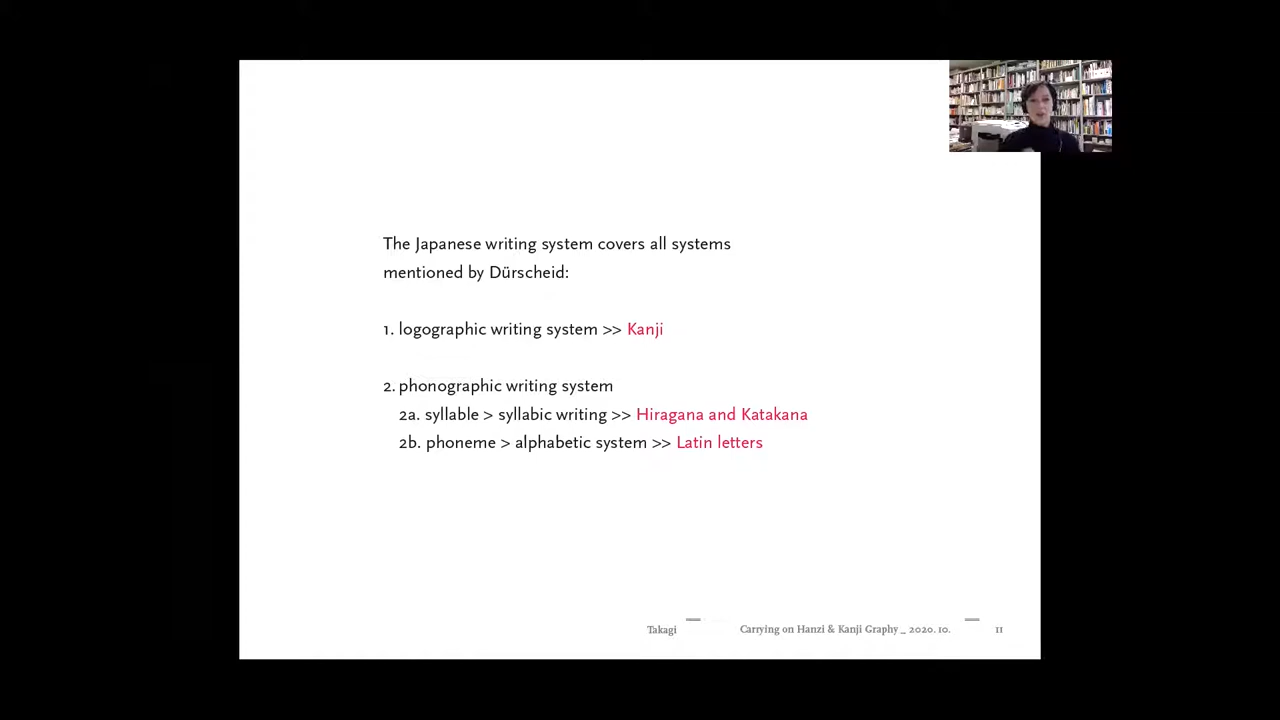 The Japanese writing system covers all systems
mentioned by Dürscheid:
1. logographic writing system >> Kanji
2. phonographic writing system
2a. syllable > syllabic writing >> Hiragana and Katakana
2b. phoneme > alphabetic system >> Latin letters
Takagi Carrying on Hanzi & Kanji Graphy _ 2020. 10. 11